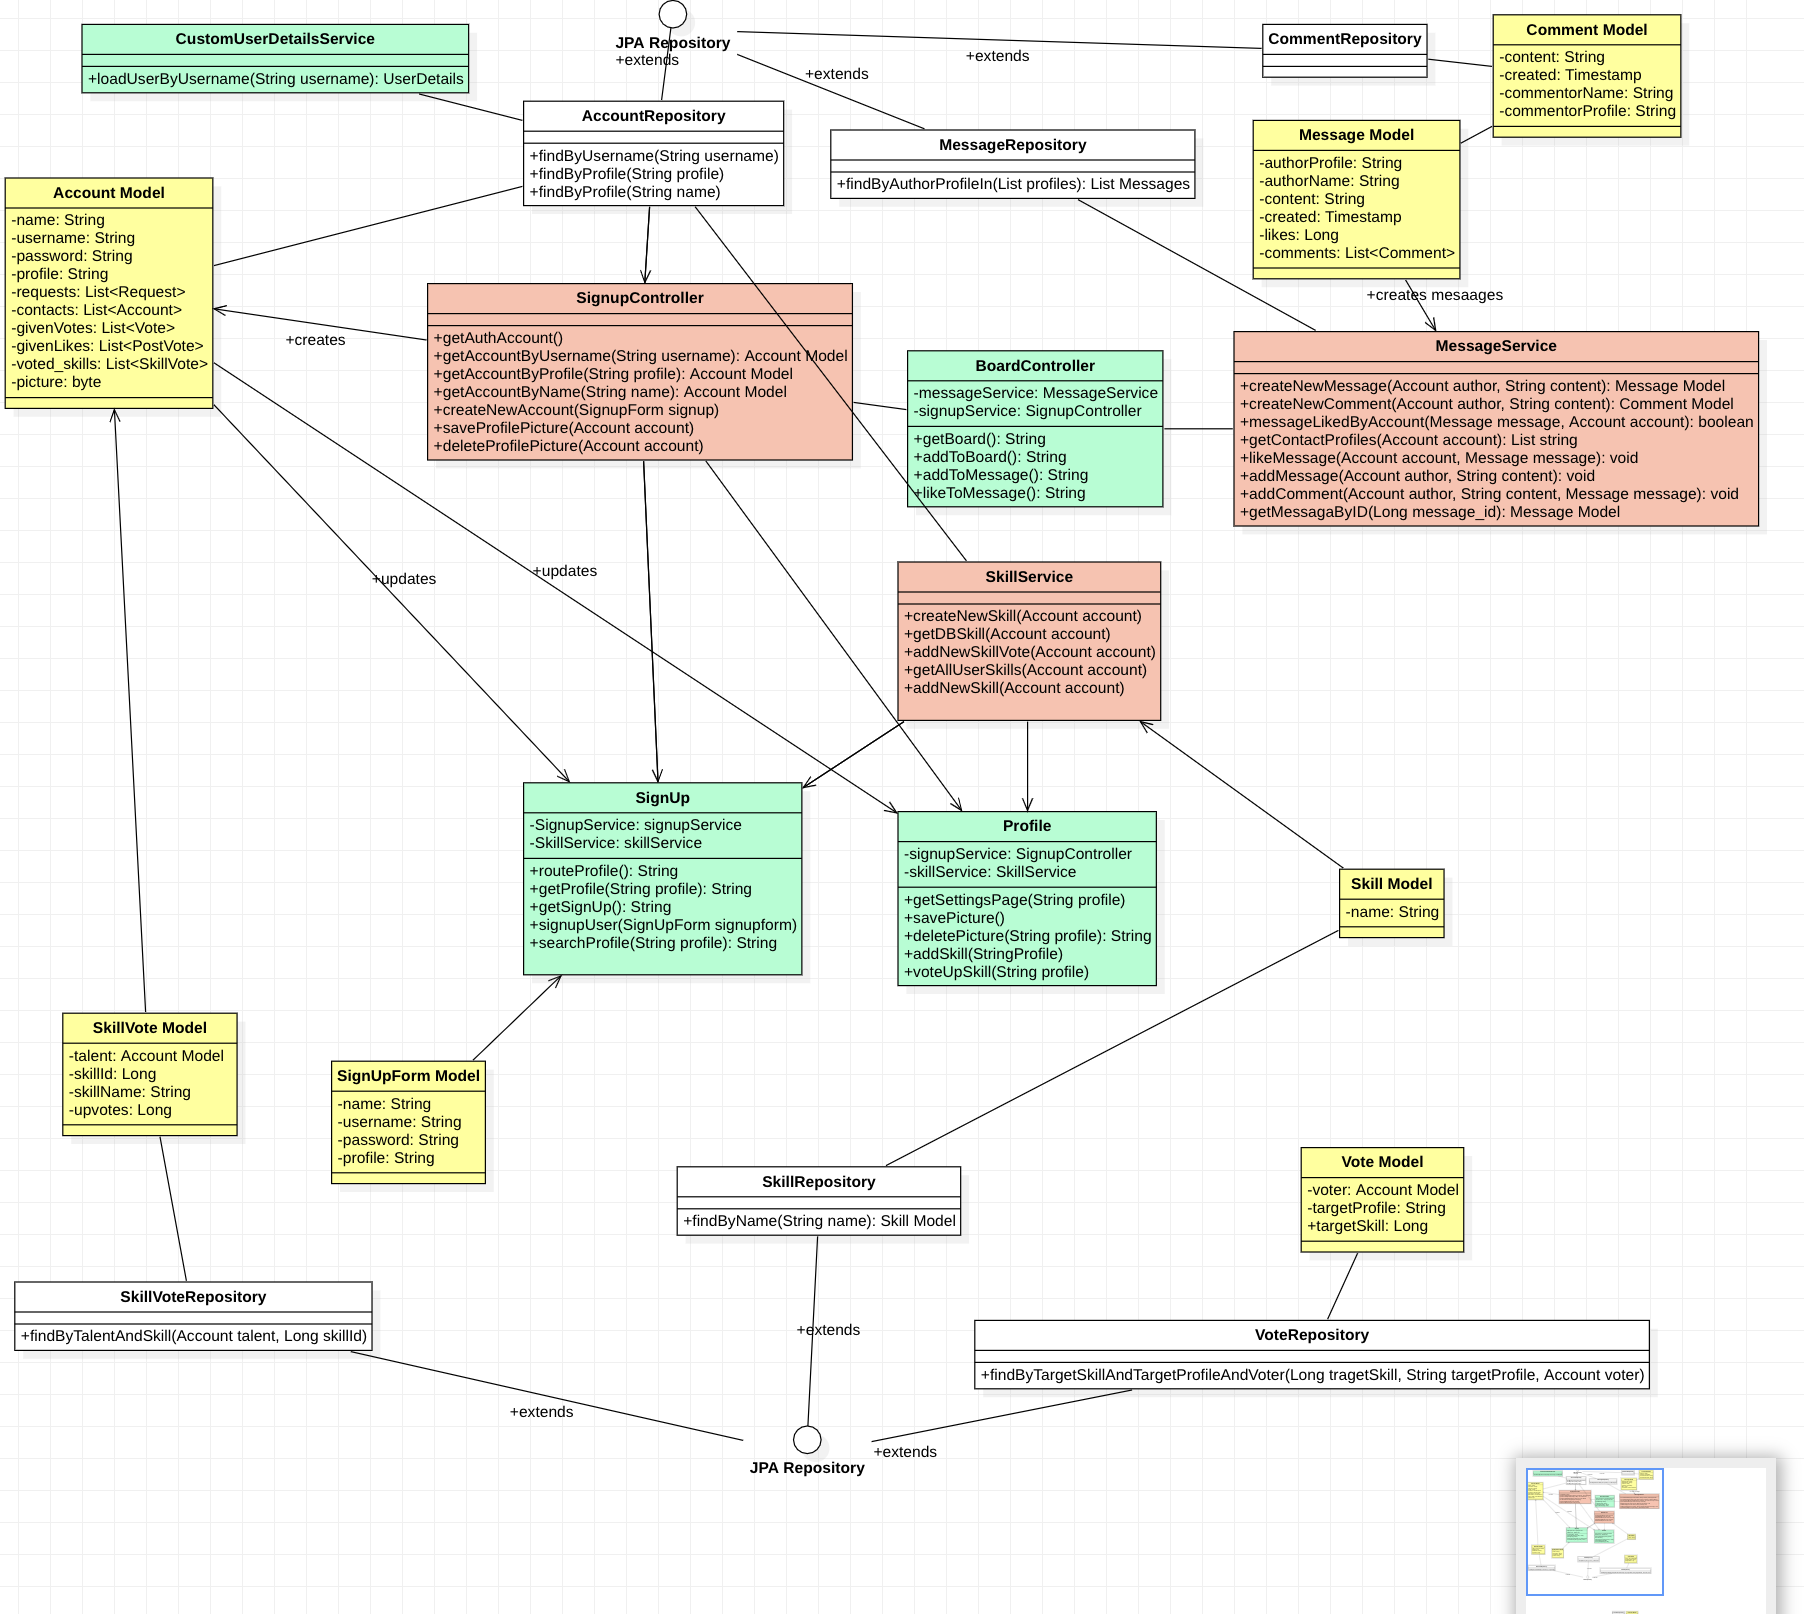 CustomUserDetailsService
+loadUserByUsername(String username): UserDetails
JPA Repository
+extends
+extends
+extends
CommentRepository
Comment Model
-content: String
-created: Timestamp
-commentorName: String
-commentorProfile: String
AccountRepository
+findByUsername(String username)
+findByProfile(String profile)
+findByProfile(String name)
MessageRepository
+findByAuthorProfileIn(List profiles): List Messages
Message Model
-authorProfile: String
-authorName: String
-content: String
-created: Timestamp
-likes: Long
-comments: List<Comment>
+creates mesaages
Account Model
-name: String
-username: String
-password: String
-profile: String
-requests: List<Request>
-contacts: List<Account>
-givenVotes: List<Vote>
-givenLikes: List<PostVote>
-voted_skills: List<SkillVote>
-picture: byte
+creates
SignupController
+getAuthAccount()
+getAccountByUsername(String username): Account Model
+getAccountByProfile(String profile): Account Model
+getAccountByName(String name): Account Model
+createNewAccount(SignupForm signup)
+saveProfilePicture(Account account)
+deleteProfilePicture(Account account)
BoardController
-messageService: MessageService
-signupService: SignupController
+getBoard(): String
+addToBoard(): String
+addToMessage(): String
+likeToMessage(): String
MessageService
+createNewMessage(Account author, String content): Message Model
+createNewComment(Account author, String content): Comment Model
+messageLikedByAccount(Message message, Account account): boolean
+getContactProfiles(Account account): List string
+likeMessage(Account account, Message message): void
+addMessage(Account author, String content): void
+addComment(Account author, String content, Message message): void
+getMessagaByID(Long message_id): Message Model
+updates
+updates
SkillService
+createNewSkill(Account account)
+getDBSkill(Account account)
+addNewSkillVote(Account account)
+getAllUserSkills(Account account)
+addNewSkill(Account account)
SignUp
-SignupService: signupService
-SkillService: skillService
+routeProfile(): String
+getProfile(String profile): String
+getSignUp(): String
+signupUser(SignUpForm signupform)
+searchProfile(String profile): String
Profile
-signupService: SignupController
-skillService: SkillService
+getSettingsPage(String profile)
+savePicture()
+deletePicture(String profile): String
+addSkill(StringProfile)
+voteUpSkill(String profile)
Skill Model
-name: String
SkillVote Model
-talent: Account Model
-skillId: Long
-skillName: String
-upvotes: Long
SignUpForm Model
-name: String
-username: String
-password: String
-profile: String
SkillRepository
+findByName(String name): Skill Model
Vote Model
-voter: Account Model
-targetProfile: String
+targetSkill: Long
SkillVoteRepository
+findByTalentAndSkill(Account talent, Long skillId)
+extends
VoteRepository
+findByTargetSkillAndTargetProfileAndVoter(Long tragetSkill, String targetProfile, Account voter)
+extends
+extends
JPA Repository